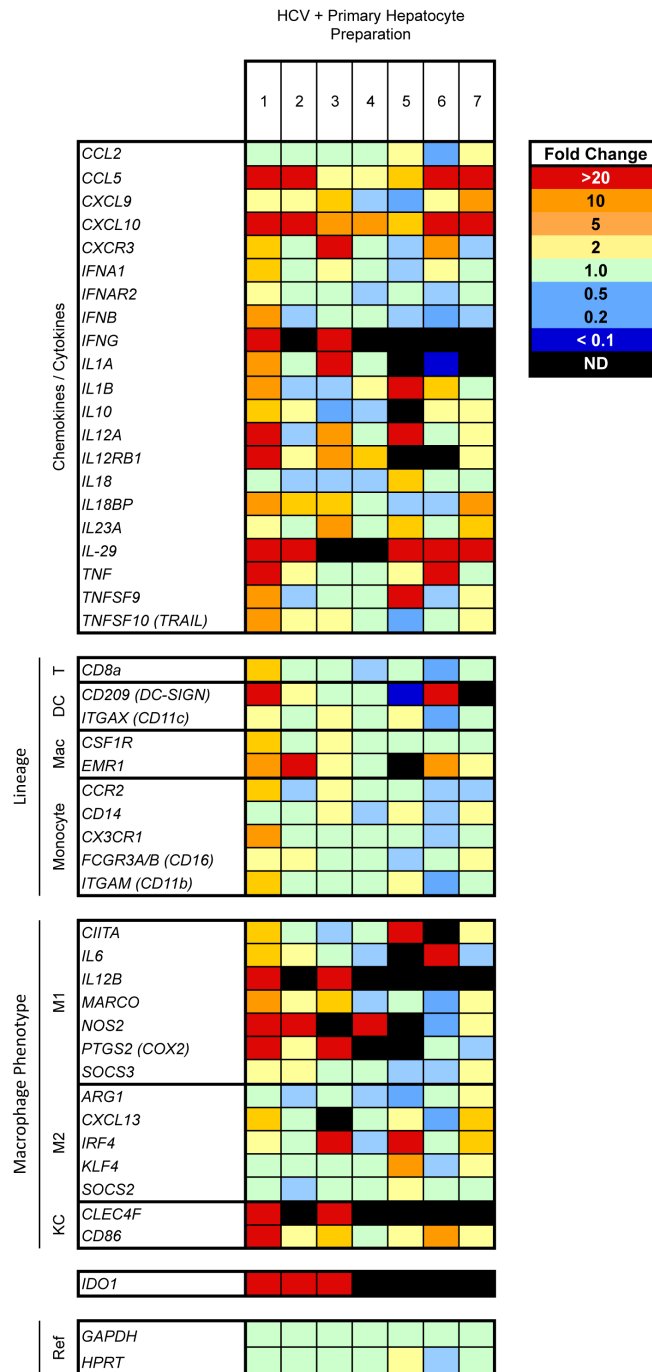 HCV + Primary Hepatocyte
Preparation
1 2 3 4 5 6 7
Fold Change
>20
10
5
2
1.0
0.5
0.2
< 0.1
ND
Chemokines / Cytokines
CCL2
CCL5
CXCL9
CXCL10
CXCR3
IFNA1
IFNAR2
IFNB
IFNG
IL1A
IL1B
IL10
IL12A
IL12RB1
IL18
IL18BP
IL23A
IL-29
TNF
TNFSF9
TNFSF10 (TRAIL)
Lineage
T
CD8a
DC
CD209 (DC-SIGN)
ITGAX (CD11c)
Mac
CSF1R
EMR1
Monocyte
CCR2
CD14
CX3CR1
FCGR3A/B (CD16)
ITGAM (CD11b)
Macrophage Phenotype
M1
CIITA
IL6
IL12B
MARCO
NOS2
PTGS2 (COX2)
SOCS3
M2
ARG1
CXCL13
IRF4
KLF4
SOCS2
KC
CLEC4F
CD86
IDO1
Ref
GAPDH
HPRT